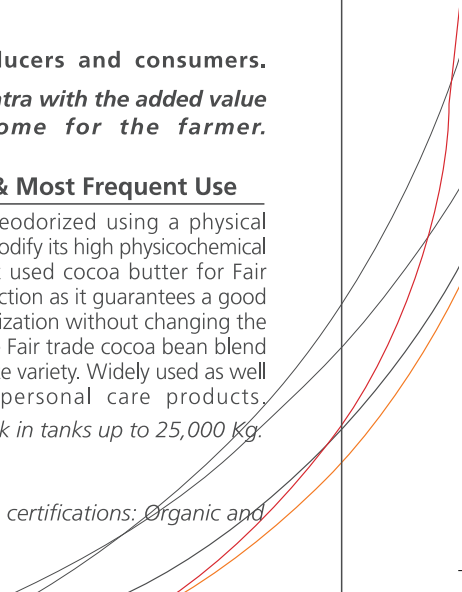 ducers and consumers.
ntra with the added value
ome for the farmer.
& Most Frequent Use
eodorized using a physical
odify its high physicochemical
t used cocoa butter for Fair
ction as it guarantees a good
ization without changing the
e Fair trade cocoa bean blend
te variety. Widely used as well
personal care products.
k in tanks up to 25,000 Kg.
certifications: Organic and